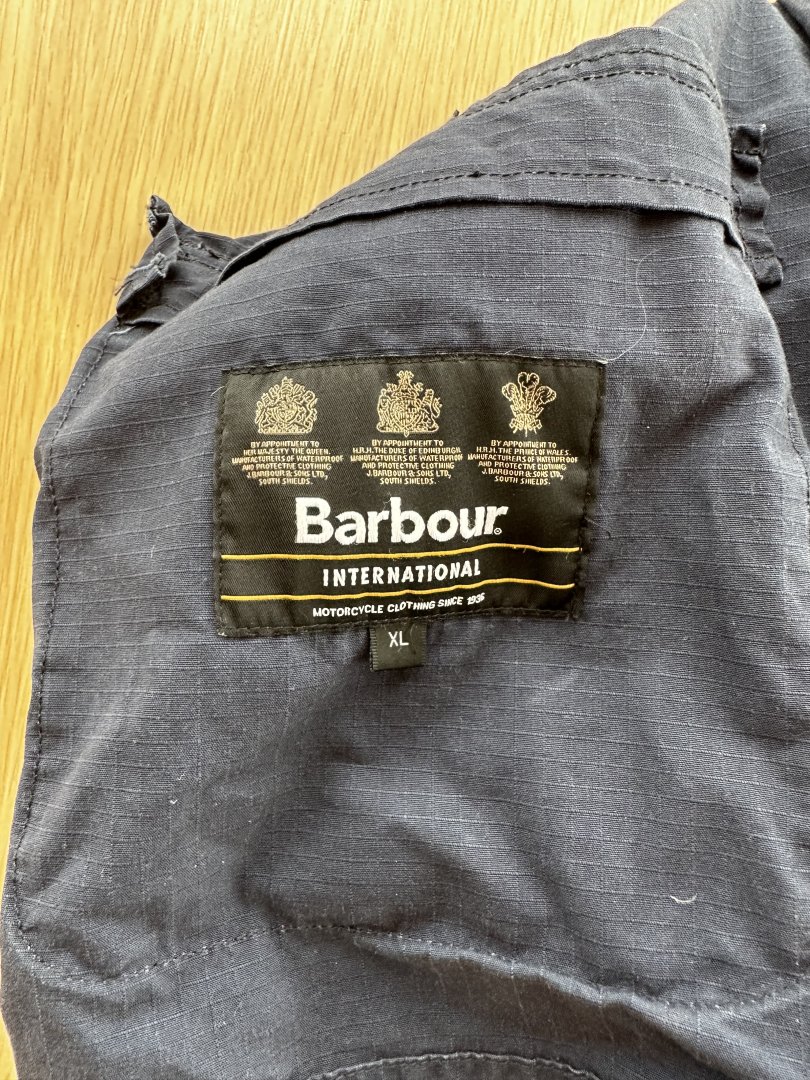 BY APPOINTMENT TO
HER MAJESTY THE QUEEN.
MANUFACTURERS OF WATERPROOF
AND PROTECTIVE CLOTHING
J.BARBOUR & SONS LTD,
SOUTH SHIELDS.
BY APPOINTMENT TO
H.R.H. THE DUKE OF EDINBURGH
MANUFACTURERS OF WATERPROOF
AND PROTECTIVE CLOTHING
J.BARBOUR & SONS LTD,
SOUTH SHIELDS.
BY APPOINTMENT TO
H.R.H. THE PRINCE OF WALES.
MANUFACTURERS OF WATERPROOF
AND PROTECTIVE CLOTHING
J.BARBOUR & SONS LTD,
SOUTH SHIELDS.
Barbour®
INTERNATIONAL
MOTORCYCLE CLOTHING SINCE 1936
XL